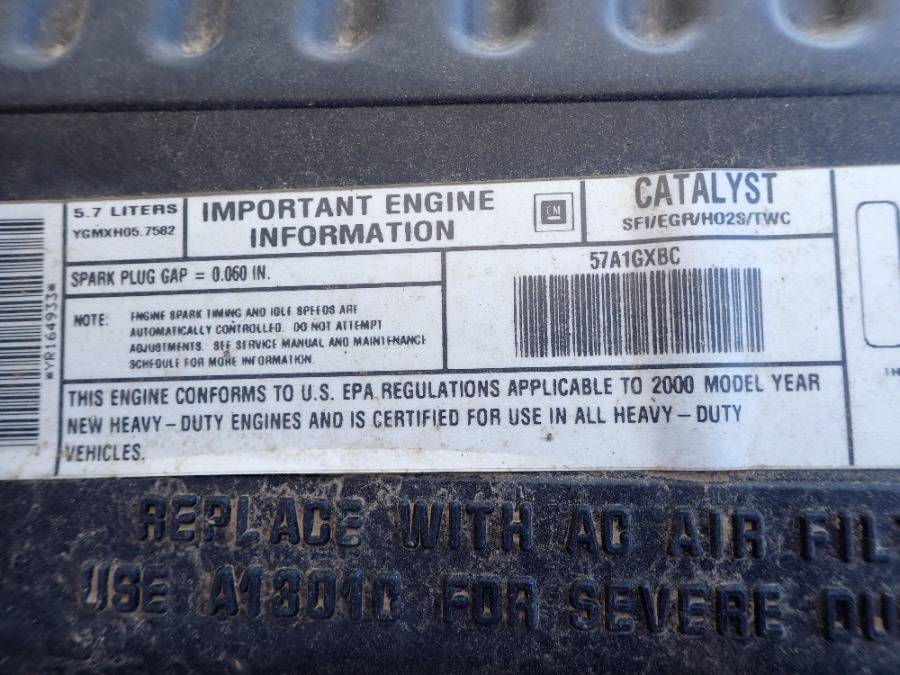 *YR164933*
5.7 LITERS
YGMXH05.7582
IMPORTANT ENGINE
INFORMATION
GM
CATALYST
SFI/EGR/HO2S/TWC
SPARK PLUG GAP = 0.060 IN.
57A1GXBC
NOTE: ENGINE SPARK TIMING AND IDLE SPEEDS ARE
AUTOMATICALLY CONTROLLED. DO NOT ATTEMPT
ADJUSTMENTS. SEE SERVICE MANUAL AND MAINTENANCE
SCHEDULE FOR MORE INFORMATION.
THIS ENGINE CONFORMS TO U.S. EPA REGULATIONS APPLICABLE TO 2000 MODEL YEAR
NEW HEAVY-DUTY ENGINES AND IS CERTIFIED FOR USE IN ALL HEAVY-DUTY
VEHICLES.
REPLACE WITH AC AIR FIL
USE FOR SEVERE DU